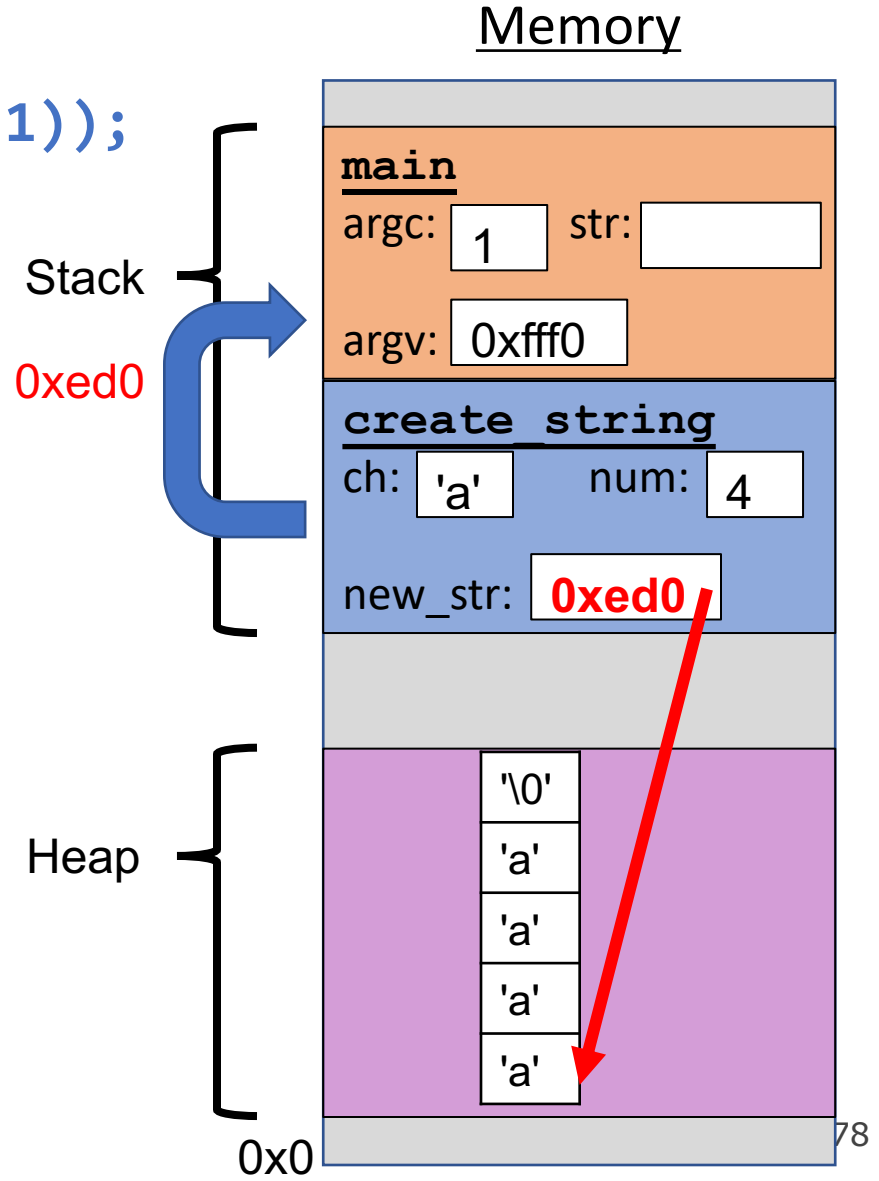 Memory
1));
main
argc: 1 str:
Stack
argv: 0xfff0
0xed0
create_string
ch: 'a' num: 4
new_str: 0xed0
'\0'
Heap
'a'
'a'
'a'
'a'
78
0x0